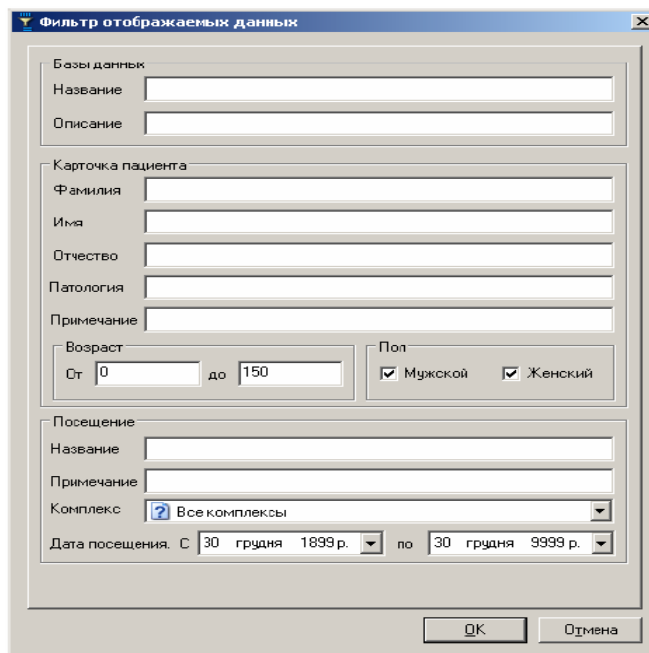 Фильтр отображаемых данных
Базы данных
Название
Описание
Карточка пациента
Фамилия
Имя
Отчество
Патология
Примечание
Возраст
От 0 до 150
Пол
Мужской Женский
Посещение
Название
Примечание
Комплекс Все комплексы
Дата посещения. С 30 грудня 1899 р. по 30 грудня 9999 р.
OK Отмена